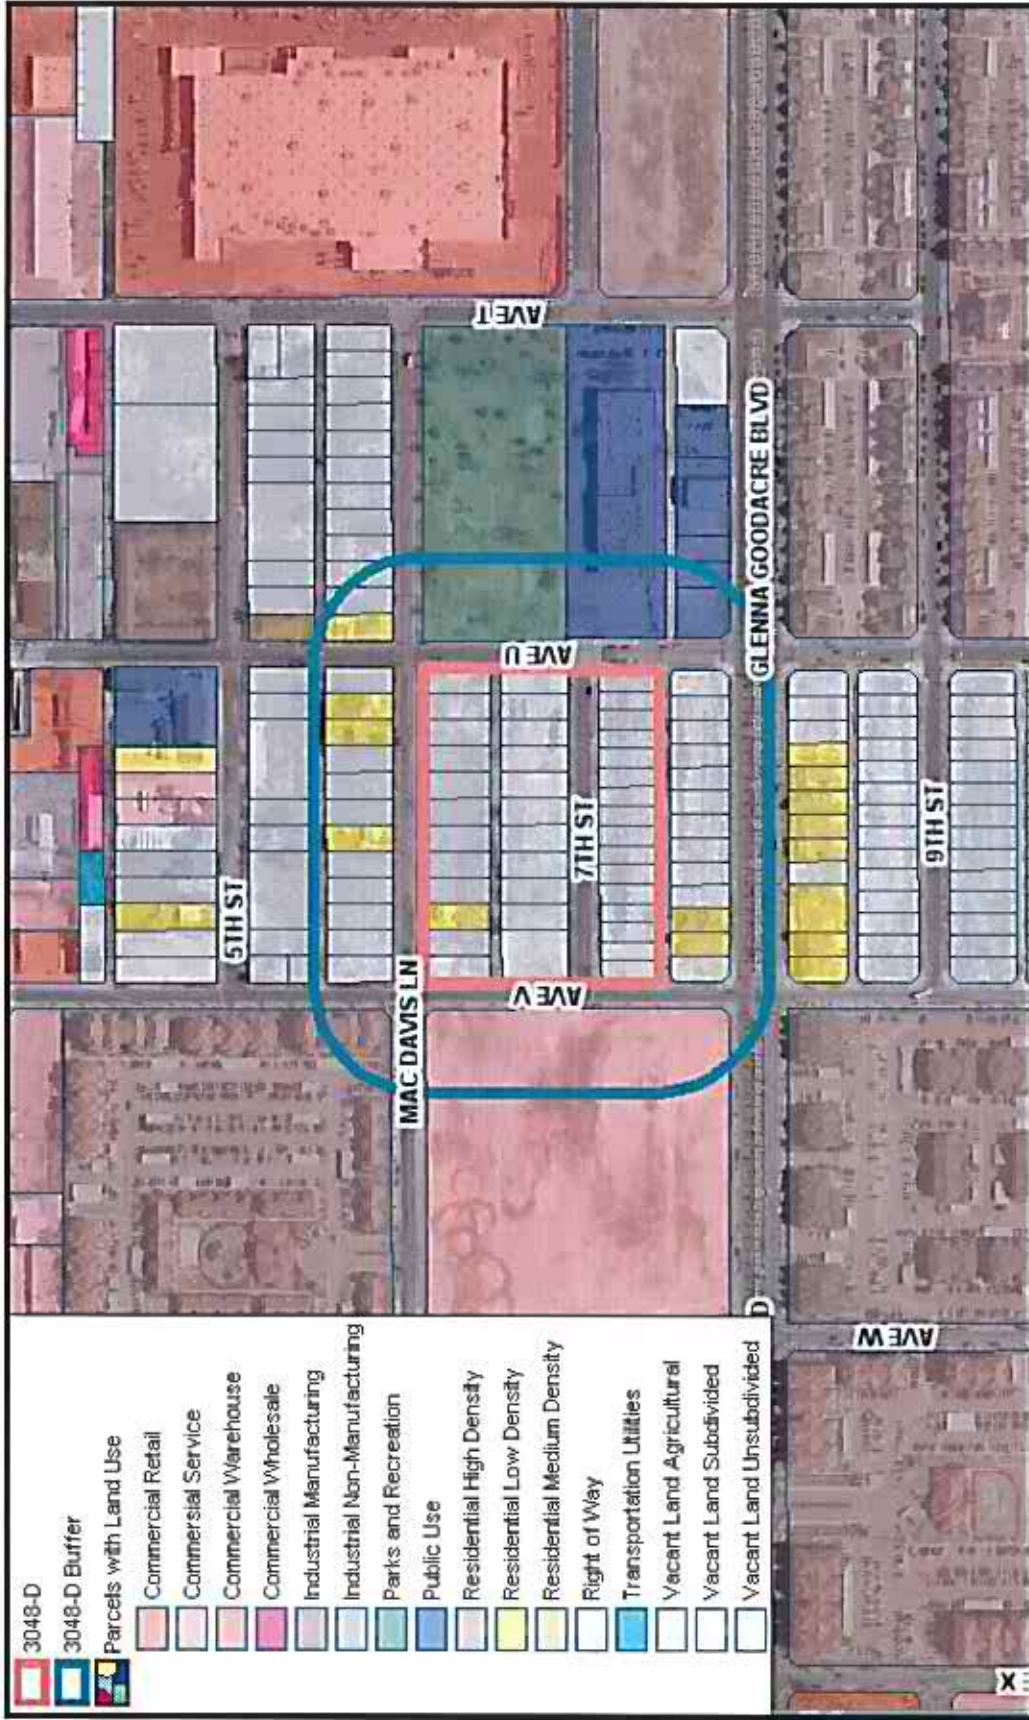 3048-D
3048-D Buffer
Parcels with Land Use
Commercial Retail
Commersial Service
Commercial Warehouse
Commercial Wholesale
Industrial Manufacturing
Industrial Non-Manufacturing
Parks and Recreation
Public Use
Residential High Density
Residential Low Density
Residential Medium Density
Right of Way
Transportation Utilities
Vacant Land Agricultural
Vacant Land Subdivided
Vacant Land Unsubdivided
5TH ST
MAC DAVIS LN
7TH ST
GLENNA GOODACRE BLVD
D
9TH ST
AVE T
AVE U
AVE V
AVE W
X